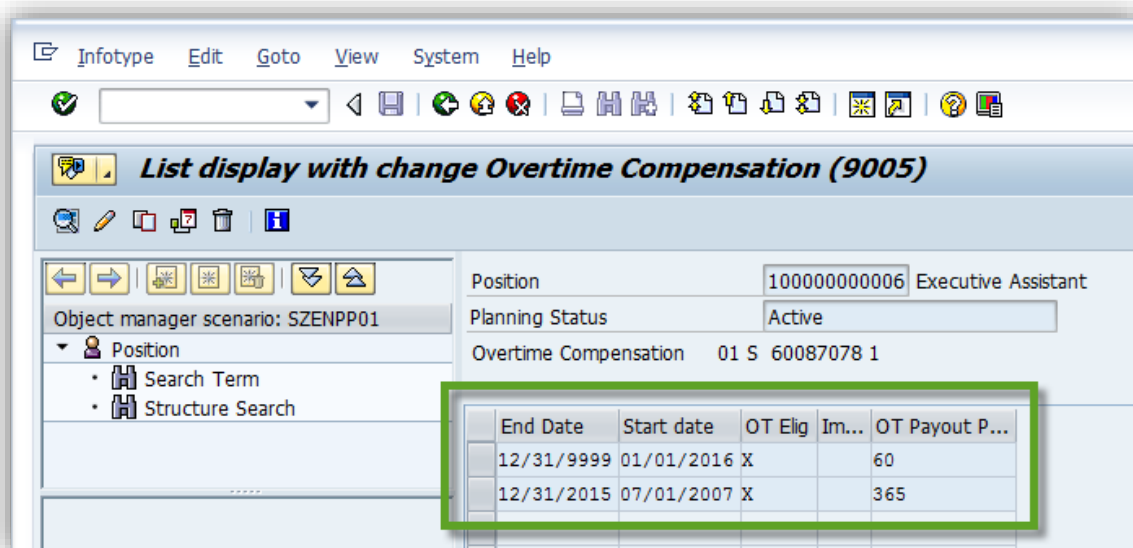 Infotype Edit Goto View System Help
List display with change Overtime Compensation (9005)
Position 100000000006 Executive Assistant
Object manager scenario: SZENPP01
Planning Status Active
Position
Overtime Compensation 01 S 60087078 1
Search Term
Structure Search
End Date Start date OT Elig Im... OT Payout P...
12/31/9999 01/01/2016 X 60
12/31/2015 07/01/2007 X 365